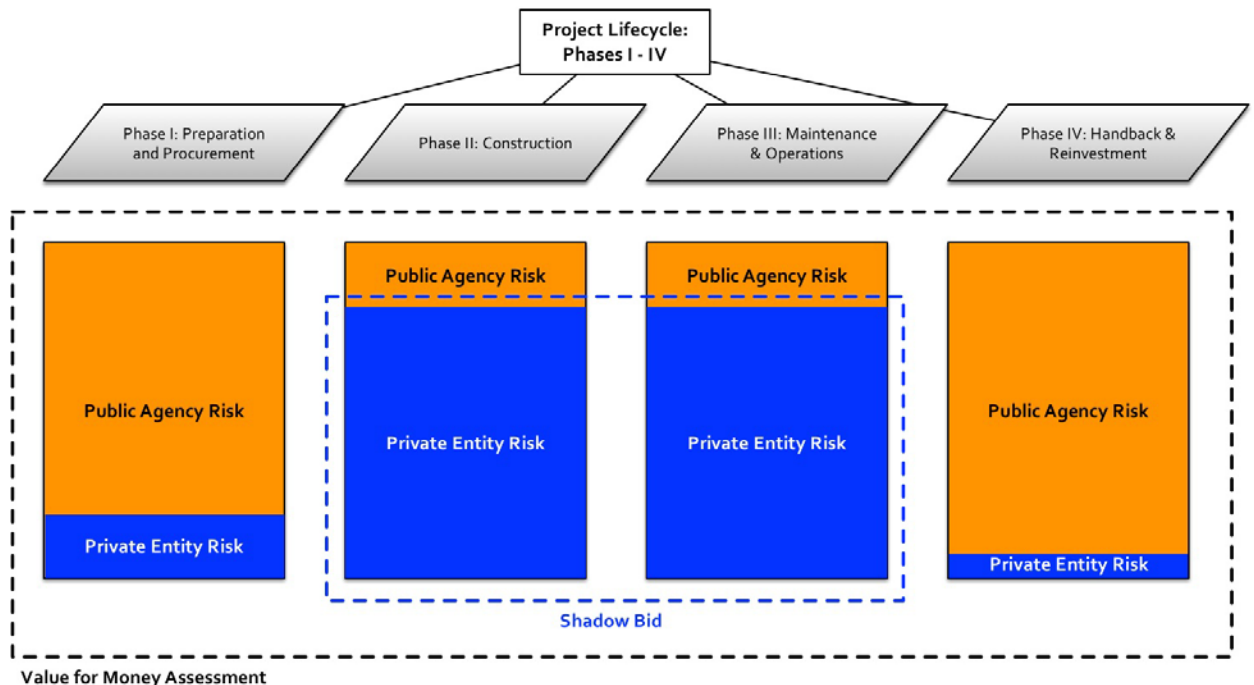 Project Lifecycle:
Phases I - IV
Phase I: Preparation
and Procurement
Phase II: Construction
Phase III: Maintenance
& Operations
Phase IV: Handback &
Reinvestment
Public Agency Risk
Private Entity Risk
Public Agency Risk
Private Entity Risk
Public Agency Risk
Private Entity Risk
Public Agency Risk
Private Entity Risk
Shadow Bid
Value for Money Assessment